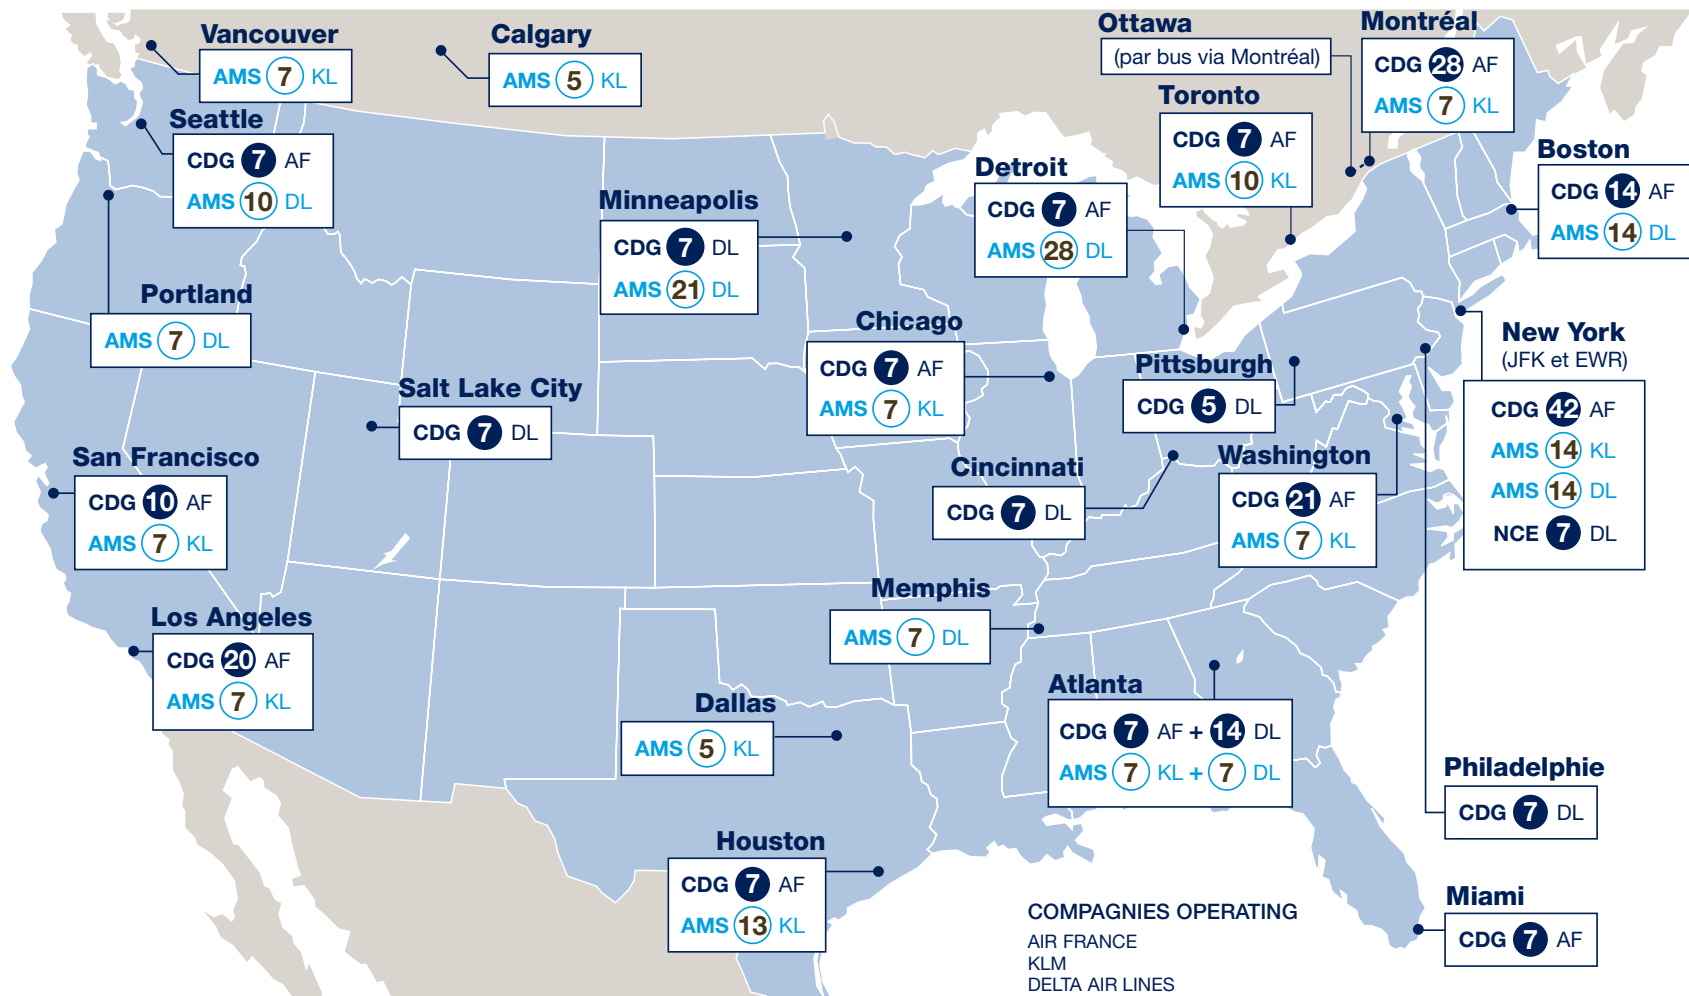 Vancouver
AMS 7 KL
Calgary
AMS 5 KL
Ottawa
(par bus via Montréal)
Montréal
CDG 28 AF
AMS 7 KL
Seattle
CDG 7 AF
AMS 10 DL
Toronto
CDG 7 AF
AMS 10 KL
Boston
CDG 14 AF
AMS 14 DL
Detroit
CDG 7 AF
AMS 28 DL
Minneapolis
CDG 7 DL
AMS 21 DL
Portland
AMS 7 DL
Chicago
CDG 7 AF
AMS 7 KL
Pittsburgh
CDG 5 DL
New York
(JFK et EWR)
CDG 42 AF
AMS 14 KL
AMS 14 DL
NCE 7 DL
Salt Lake City
CDG 7 DL
San Francisco
CDG 10 AF
AMS 7 KL
Cincinnati
CDG 7 DL
Washington
CDG 21 AF
AMS 7 KL
Memphis
AMS 7 DL
Los Angeles
CDG 20 AF
AMS 7 KL
Dallas
AMS 5 KL
Atlanta
CDG 7 AF + 14 DL
AMS 7 KL + 7 DL
Philadelphie
CDG 7 DL
Houston
CDG 7 AF
AMS 13 KL
Miami
CDG 7 AF
COMPAGNIES OPERATING
AIR FRANCE
KLM
DELTA AIR LINES